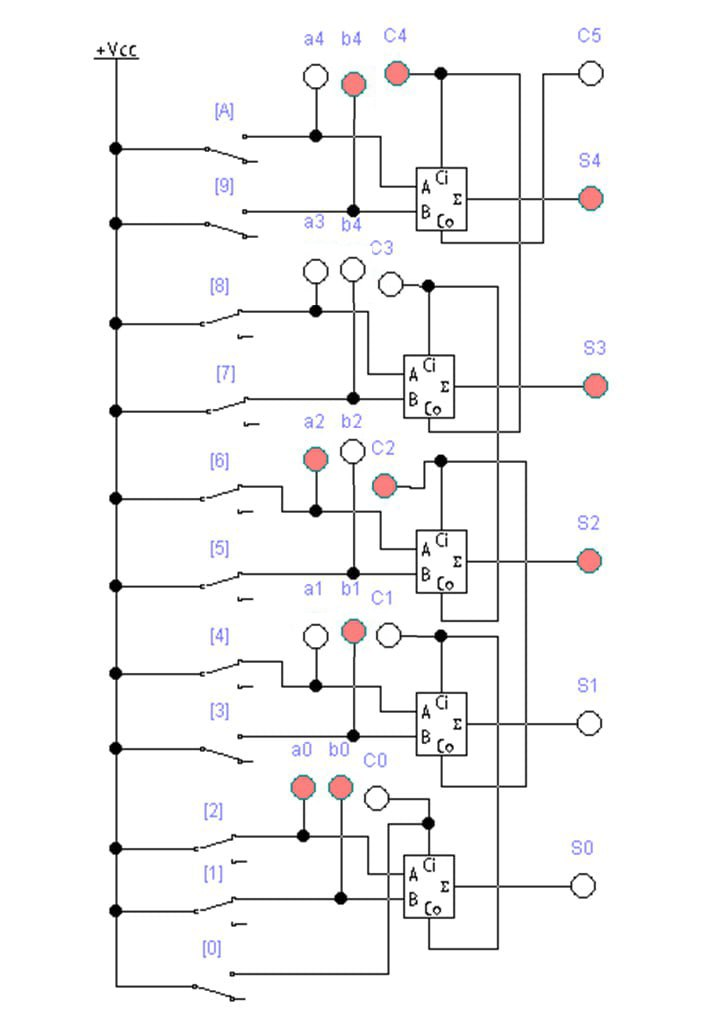 a4 b4 C4 C5
+Vcc
[A]
Ci
S4
A Σ
[9]
B
Co
a3 b4
C3
[8]
S3
Ci
[7]
A Σ
B
Co
a2 b2
C2
[6]
S2
Ci
[5]
A Σ
B
a1 b1
Co
C1
[4]
S1
Ci
[3]
A Σ
B
a0 b0
Co
C0
[2]
S0
Ci
[1]
A Σ
B
Co
[0]